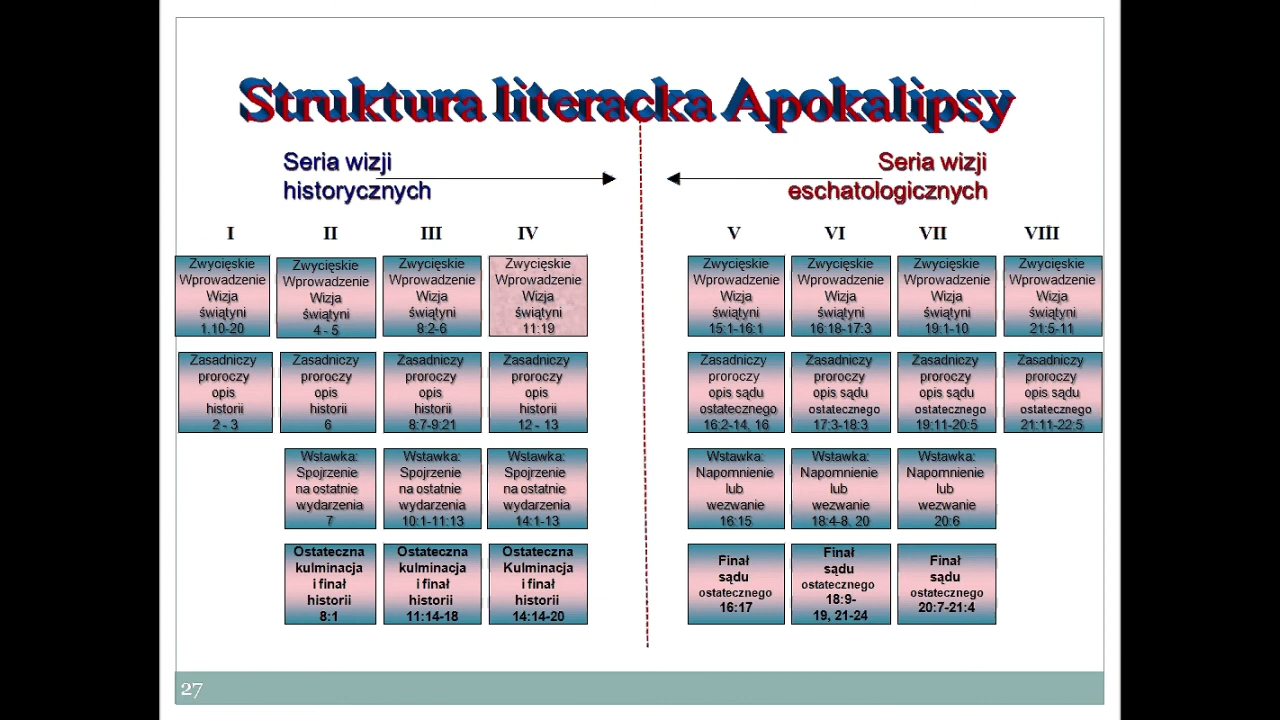 Struktura literacka Apokalipsy
Seria wizji
historycznych
Seria wizji
eschatologicznych
I
II
III
IV
V
VI
VII
VIII
Zwycięskie
Wprowadzenie
Wizja
świątyni
1.10-20
Zwycięskie
Wprowadzenie
Wizja
świątyni
4 - 5
Zwycięskie
Wprowadzenie
Wizja
świątyni
8:2-6
Zwycięskie
Wprowadzenie
Wizja
świątyni
11:19
Zwycięskie
Wprowadzenie
Wizja
świątyni
15:1-16:1
Zwycięskie
Wprowadzenie
Wizja
świątyni
16:18-17:3
Zwycięskie
Wprowadzenie
Wizja
świątyni
19:1-10
Zwycięskie
Wprowadzenie
Wizja
świątyni
21:5-11
Zasadniczy
proroczy
opis
historii
2 - 3
Zasadniczy
proroczy
opis
historii
6
Zasadniczy
proroczy
opis
historii
8:7-9:21
Zasadniczy
proroczy
opis
historii
12 - 13
Zasadniczy
proroczy
opis sądu
ostatecznego
16:2-14, 16
Zasadniczy
proroczy
opis sądu
ostatecznego
17:3-18:3
Zasadniczy
proroczy
opis sądu
ostatecznego
19:11-20:5
Zasadniczy
proroczy
opis sądu
ostatecznego
21:11-22:5
Wstawka:
Spojrzenie
na ostatnie
wydarzenia
7
Wstawka:
Spojrzenie
na ostatnie
wydarzenia
10:1-11:13
Wstawka:
Spojrzenie
na ostatnie
wydarzenia
14:1-13
Wstawka:
Napomnienie
lub
wezwanie
16:15
Wstawka:
Napomnienie
lub
wezwanie
18:4-8, 20
Wstawka:
Napomnienie
lub
wezwanie
20:6
Ostateczna
kulminacja
i finał
historii
8:1
Ostateczna
kulminacja
i finał
historii
11:14-18
Ostateczna
Kulminacja
i finał
historii
14:14-20
Finał
sądu
ostatecznego
16:17
Finał
sądu
ostatecznego
18:9-
19, 21-24
Finał
sądu
ostatecznego
20:7-21:4
27